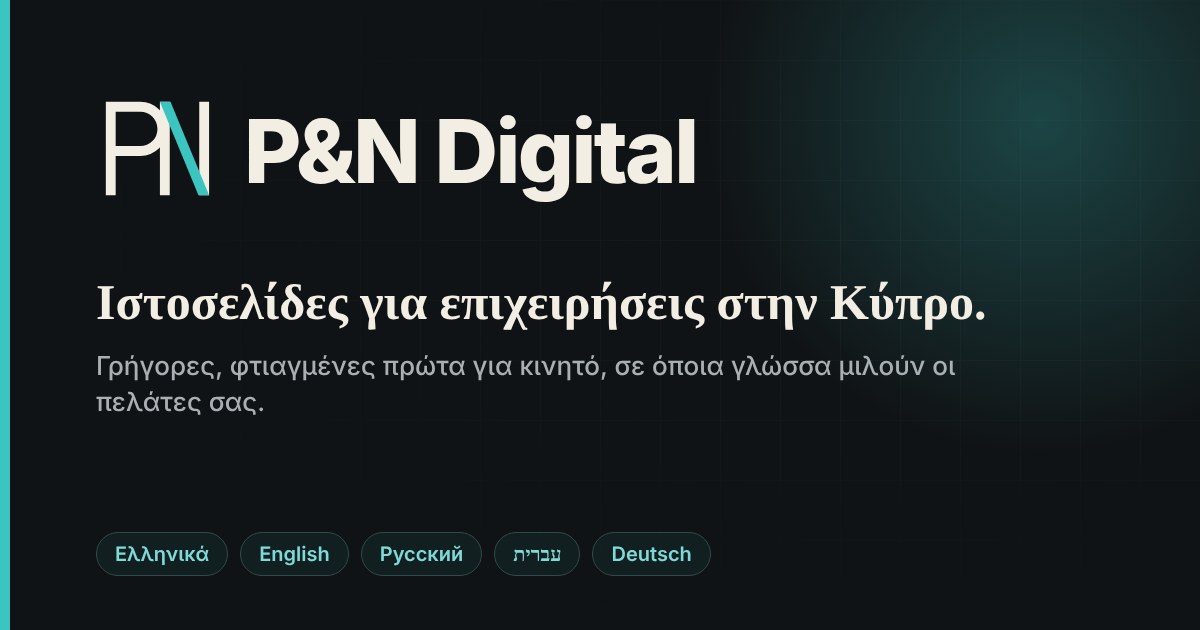 PN P&N Digital
Ιστοσελίδες για επιχειρήσεις στην Κύπρο.
Γρήγορες, φτιαγμένες πρώτα για κινητό, σε όποια γλώσσα μιλούν οι
πελάτες σας.
Ελληνικά English Русский עברית Deutsch